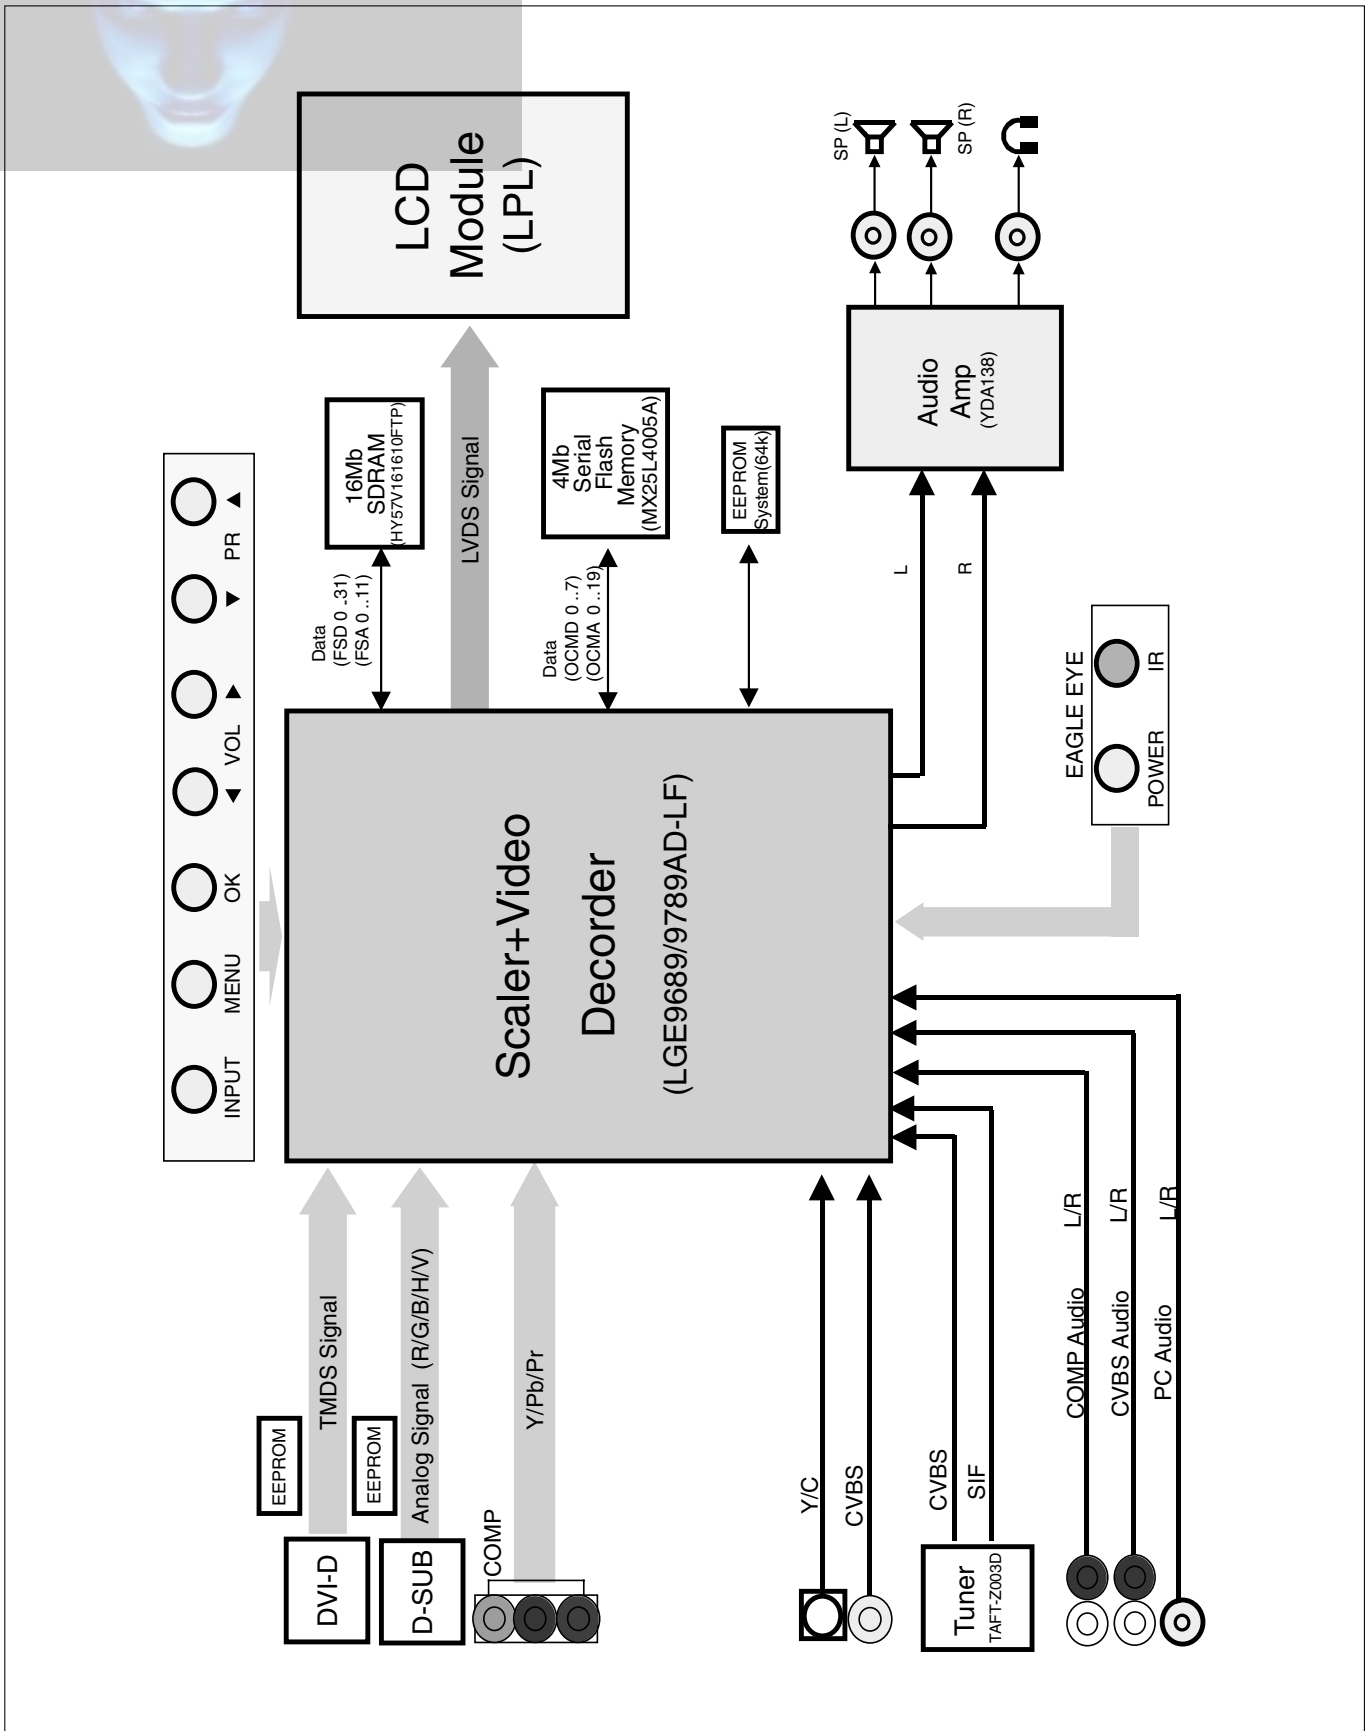 INPUT
MENU
OK
◀ VOL ▶
▼ PR ▲
DVI-D
EEPROM
TMDS Signal
D-SUB
EEPROM
Analog Signal (R/G/B/H/V)
COMP
Y/Pb/Pr
Y/C
CVBS
Tuner
TAFT-Z003D
CVBS
SIF
COMP Audio L/R
CVBS Audio L/R
PC Audio L/R
Scaler+Video
Decorder
(LGE9689/9789AD-LF)
Data
(FSD 0 ..31)
(FSA 0 ..11)
16Mb
SDRAM
(HY57V161610FTP)
LVDS Signal
LCD
Module
(LPL)
Data
(OCMD 0 ..7)
(OCMA 0 ..19)
4Mb
Serial
Flash
Memory
(MX25L4005A)
EEPROM
System(64k)
L
R
Audio
Amp
(YDA138)
SP (L)
SP (R)
EAGLE EYE
POWER
IR